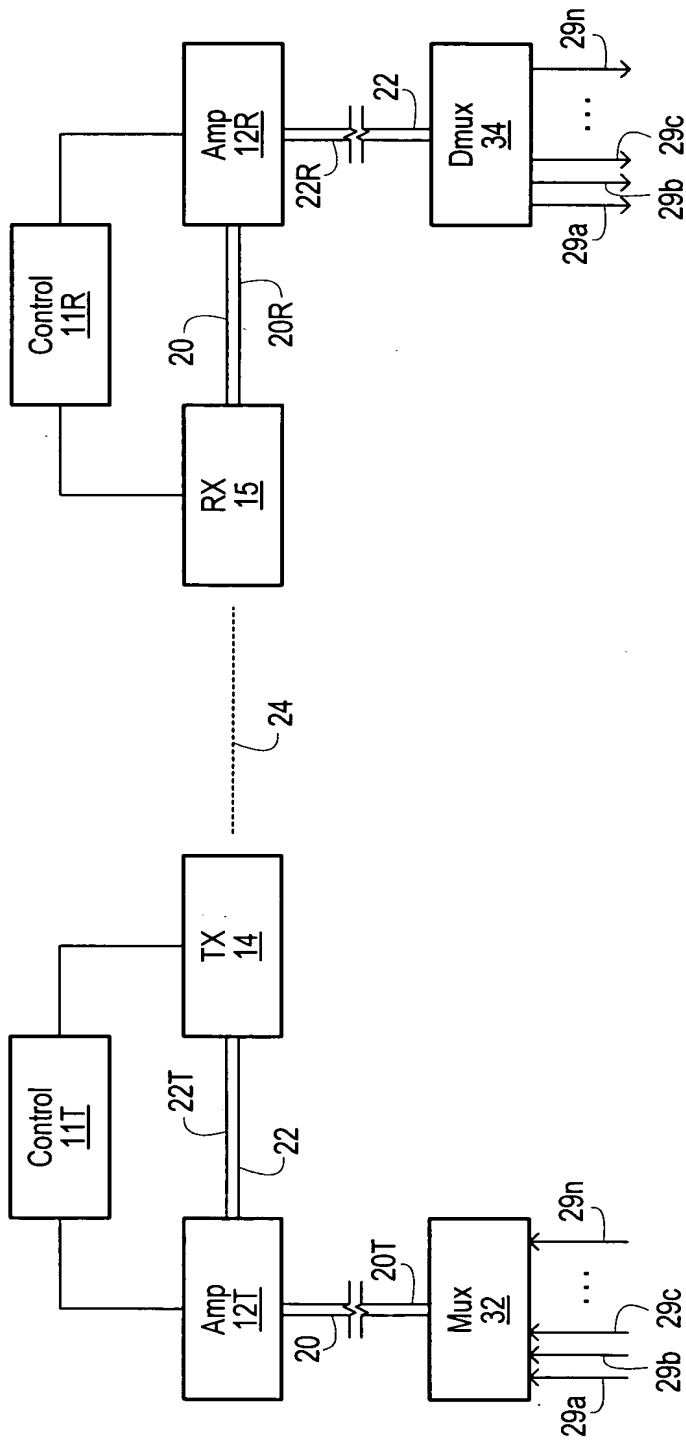 Control
11T
Control
11R
Amp
12T
22T
22
TX
14
24
RX
15
20
20R
Amp
12R
20
20T
22R
22
Mux
32
Dmux
34
29a
29b
29c
...
29n
29a
29b
29c
...
29n